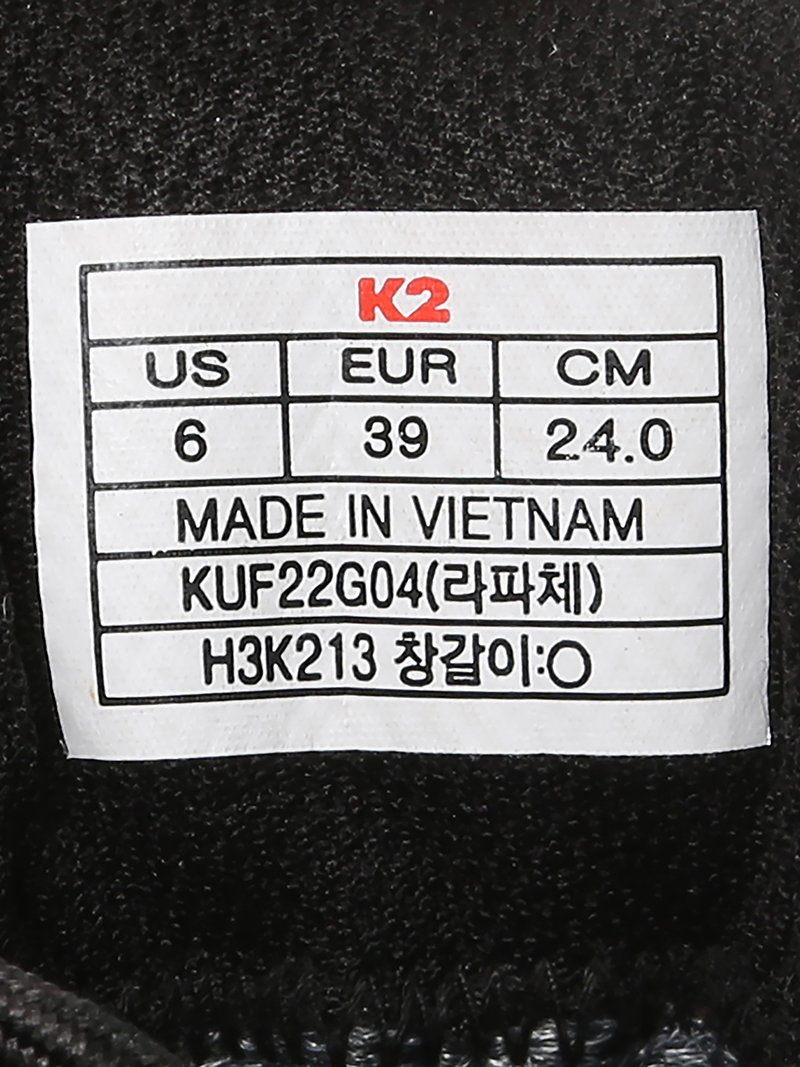 K2
US EUR CM
6 39 24.0
MADE IN VIETNAM
KUF22G04(라파체)
H3K213 창갈이:○